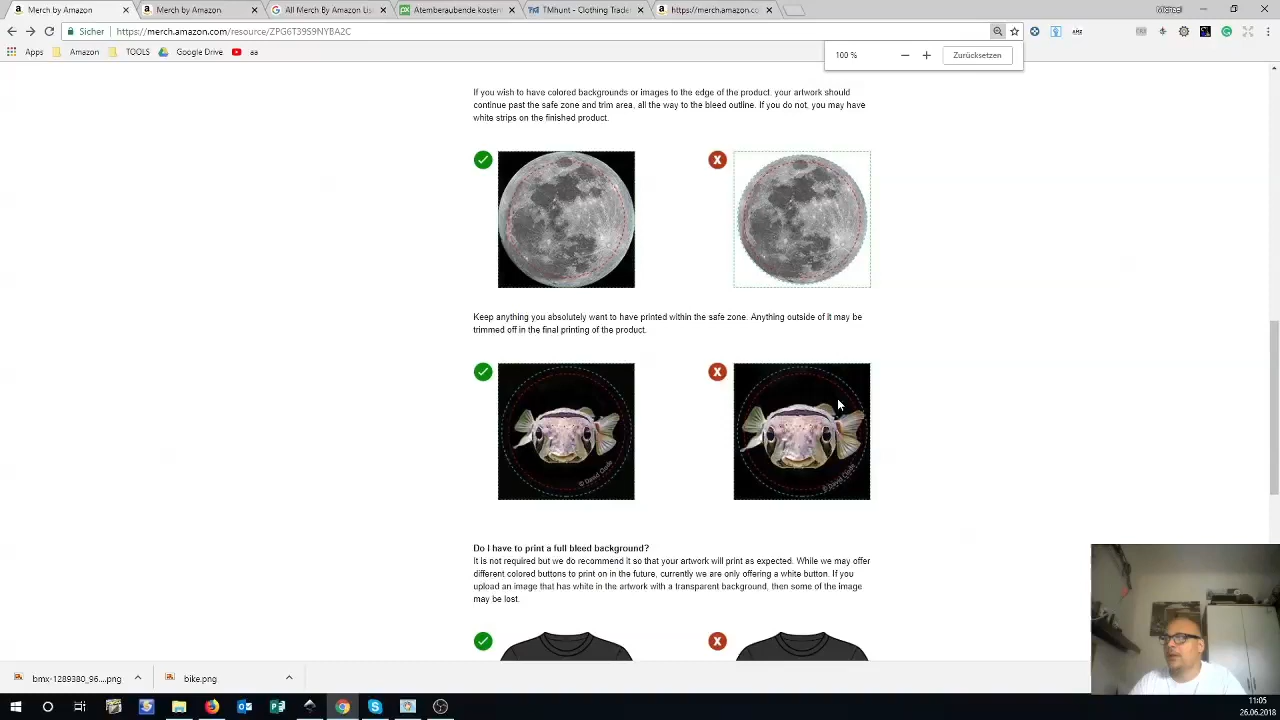 Merch by Amazon
Merch by Amazon
All Merch By Amazon Lis
Atemberaubende kosten
TMhunt - Clothing Trade
https://merch.amazon.c
Sicher
https://merch.amazon.com/resource/ZPG6T39S9NYBA2C
Apps
Amazon
TOOLS
Google Drive
aa
100 %
Zurücksetzen
If you wish to have colored backgrounds or images to the edge of the product, your artwork should
continue past the safe zone and trim area, all the way to the bleed outline. If you do not, you may have
white strips on the finished product.
Keep anything you absolutely want to have printed within the safe zone. Anything outside of it may be
trimmed off in the final printing of the product.
© David Clode
© David Clode
Do I have to print a full bleed background?
It is not required but we do recommend it so that your artwork will print as expected. While we may offer
different colored buttons to print on in the future, currently we are only offering a white button. If you
upload an image that has white in the artwork with a transparent background, then some of the image
may be lost.
bmx-1289380_96....png
bike.png
11:05
26.06.2018